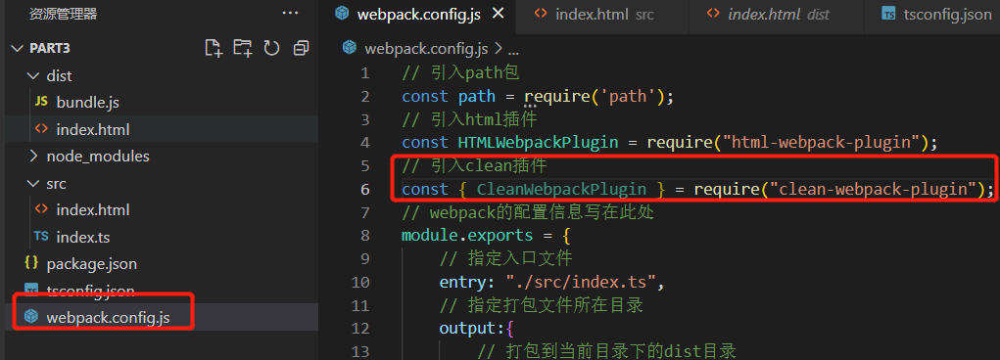 资源管理器 ···
PART3
dist
JS bundle.js
<> index.html
node_modules
src
<> index.html
TS index.ts
{} package.json
TS tsconfig.json
webpack.config.js
webpack.config.js × <> index.html src <> index.html dist TS tsconfig.json
webpack.config.js > ...
1 // 引入path包
2 const path = require('path');
3 // 引入html插件
4 const HTMLWebpackPlugin = require("html-webpack-plugin");
5 // 引入clean插件
6 const { CleanWebpackPlugin } = require("clean-webpack-plugin");
7 // webpack的配置信息写在此处
8 module.exports = {
9 // 指定入口文件
10 entry: "./src/index.ts",
11 // 指定打包文件所在目录
12 output:{
13 // 打包到当前目录下的dist目录